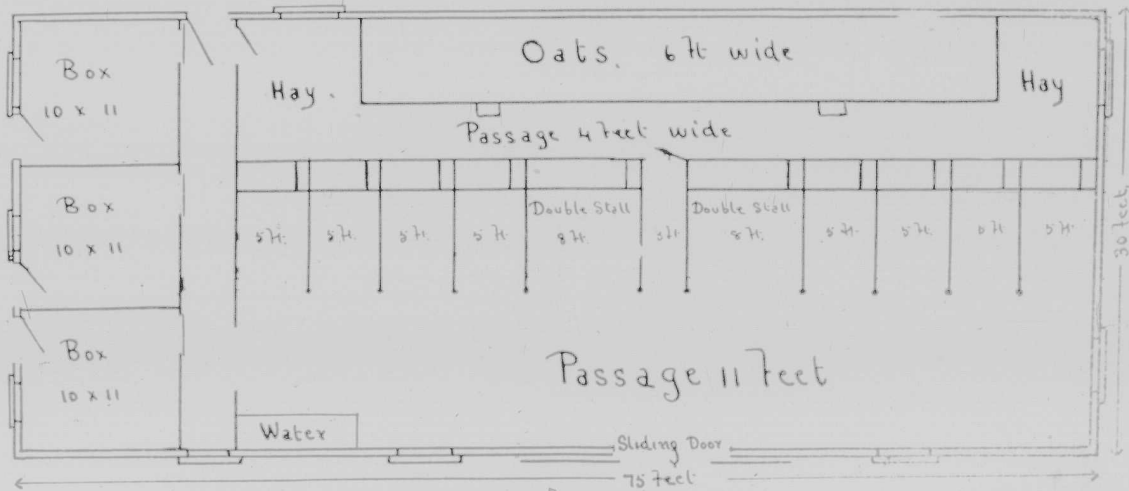 Oats. 6 ft wide
Box
10 x 11
Hay.
Hay
Passage 4 feet wide
Box
10 x 11
Double Stall
8 ft.
Double Stall
8 ft.
5 ft.
5 ft.
5 ft.
5 ft.
3 ft.
5 ft.
5 ft.
5 ft.
5 ft.
30 feet.
Box
10 x 11
Passage 11 feet
Water
Sliding Door
75 feet